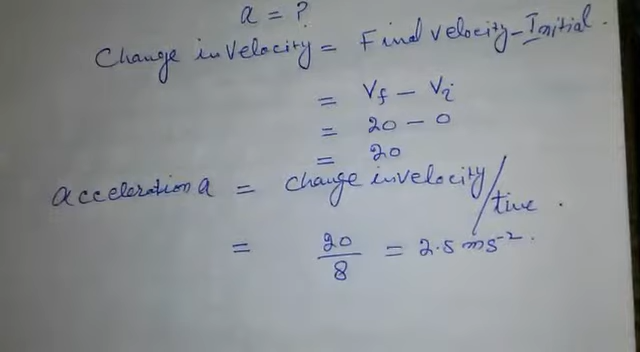 a = ?
Change in Velocity = Final velocity - Initial.
= Vf - Vi
= 20 - 0
= 20
acceleration a = change in velocity / time.
= 20/8 = 2.5 ms⁻²